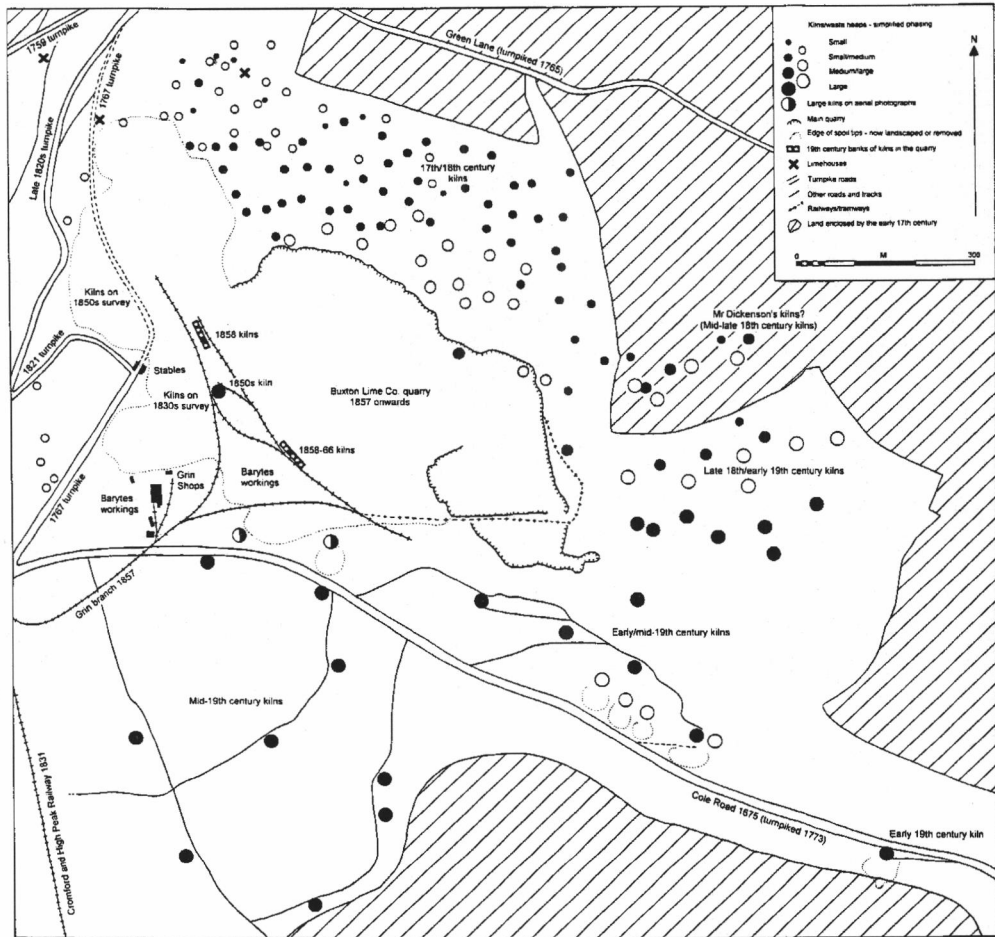 Kilns/waste heaps - simplified phasing
Small
Small/medium
Medium/large
Large
Large kilns on aerial photographs
Main quarry
Edge of spoil tips - now landscaped or removed
19th century banks of kilns in the quarry
Limehouses
Turnpike roads
Other roads and tracks
Railways/tramways
Land enclosed by the early 17th century
0 M 300
N
1759 turnpike
1767 turnpike
Late 1820s turnpike
Green Lane (turnpiked 1765)
17th/18th century
kilns
Kilns on
1850s survey
1858 kilns
Mr Dickenson's kilns?
(Mid-late 18th century kilns)
1821 turnpike
Stables
1850s kiln
Kilns on
1830s survey
Buxton Lime Co. quarry
1857 onwards
1858-66 kilns
Late 18th/early 19th century kilns
1767 turnpike
Barytes
workings
Grin
Shops
Barytes
workings
Grin branch 1857
Early/mid-19th century kilns
Mid-19th century kilns
Cromford and High Peak Railway 1831
Cole Road 1675 (turnpiked 1773)
Early 19th century kiln